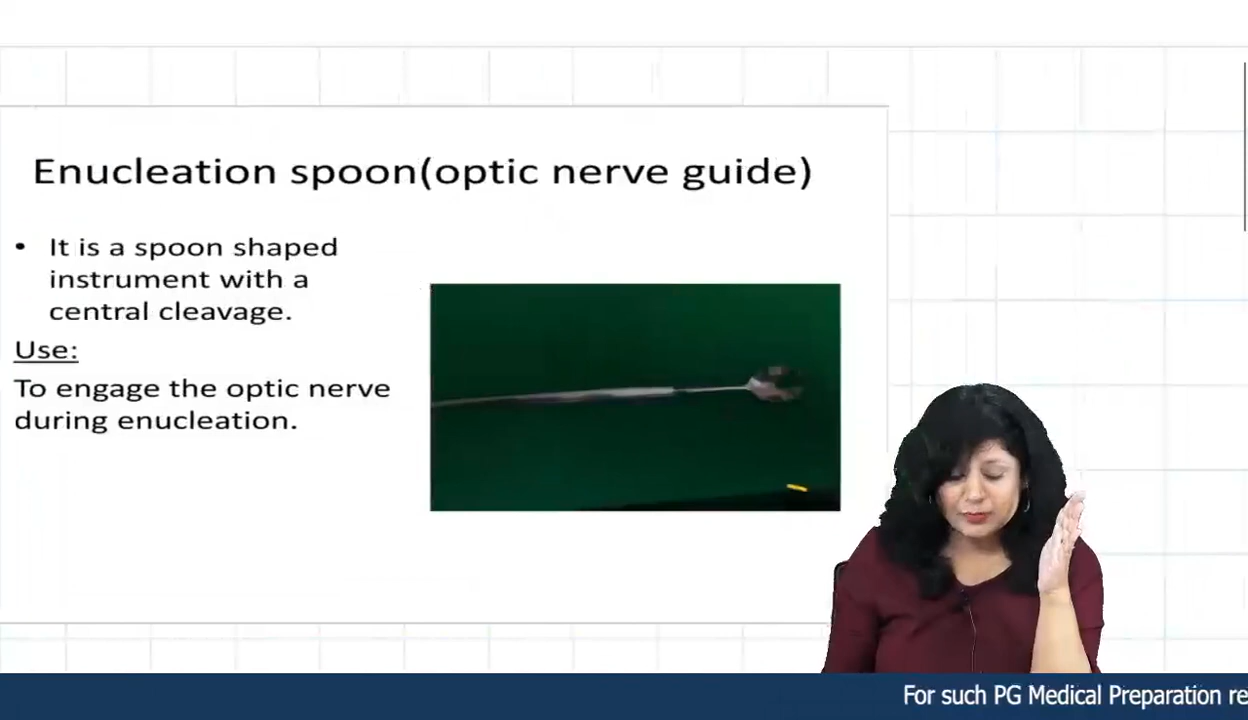 Enucleation spoon(optic nerve guide)
• It is a spoon shaped
instrument with a
central cleavage.
Use:
To engage the optic nerve
during enucleation.
For such PG Medical Preparation re